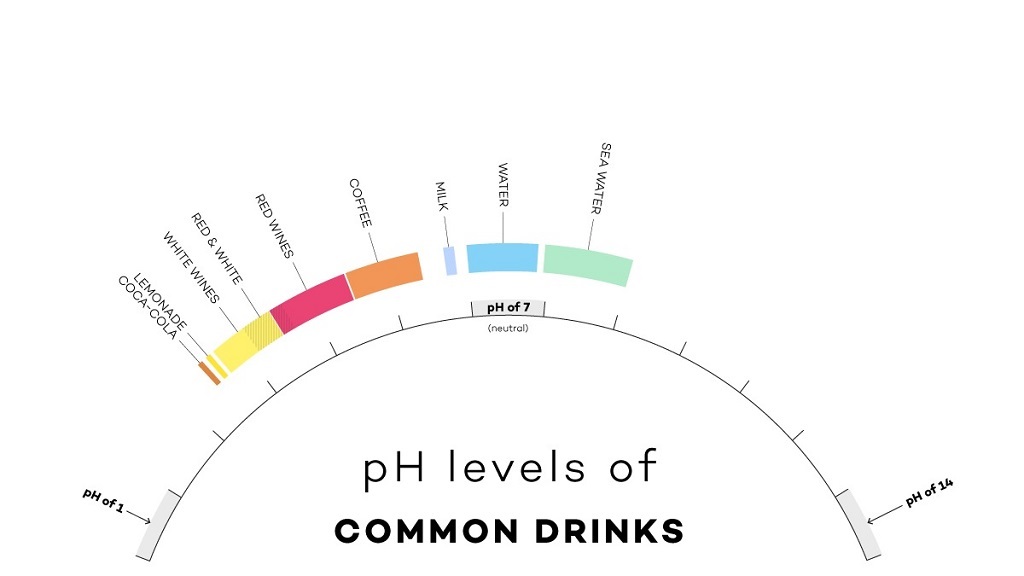 COCA-COLA
LEMONADE
WHITE WINES
RED & WHITE
RED WINES
COFFEE
MILK
WATER
SEA WATER
pH of 7
(neutral)
pH of 1
pH of 14
pH levels of
COMMON DRINKS